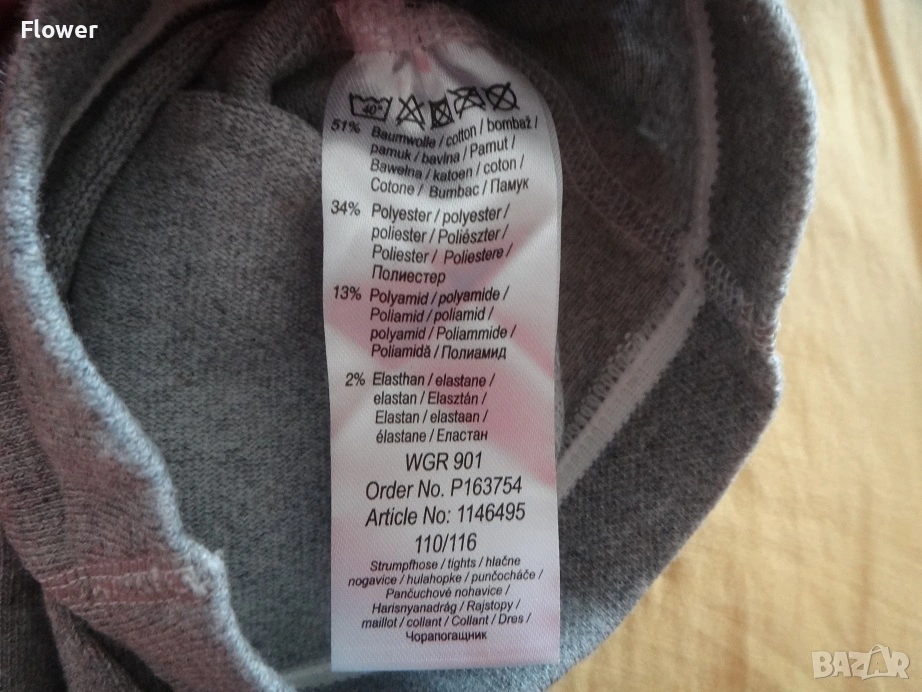 Flower
40°
51% Baumwolle / cotton / bombaž /
pamuk / bavlna / Pamut /
Bawełna / katoen / coton /
Cotone / Bumbac / Памук
34% Polyester / polyester /
poliester / Poliészter /
Poliester / Poliestere /
Полиестер
13% Polyamid / polyamide /
Poliamid / poliamid /
polyamid / Poliammide /
Poliamidă / Полиамид
2% Elasthan / elastane /
elastan / Elasztán /
Elastan / elastaan /
élastane / Еластан
WGR 901
Order No. P163754
Article No: 1146495
110/116
Strumpfhose / tights / hlačne
nogavice / hulahopke / punčocháče /
Pančuchové nohavice /
Harisnyanadrág / Rajstopy /
maillot / collant / Collant / Dres /
Чорапогащник
BAZAR